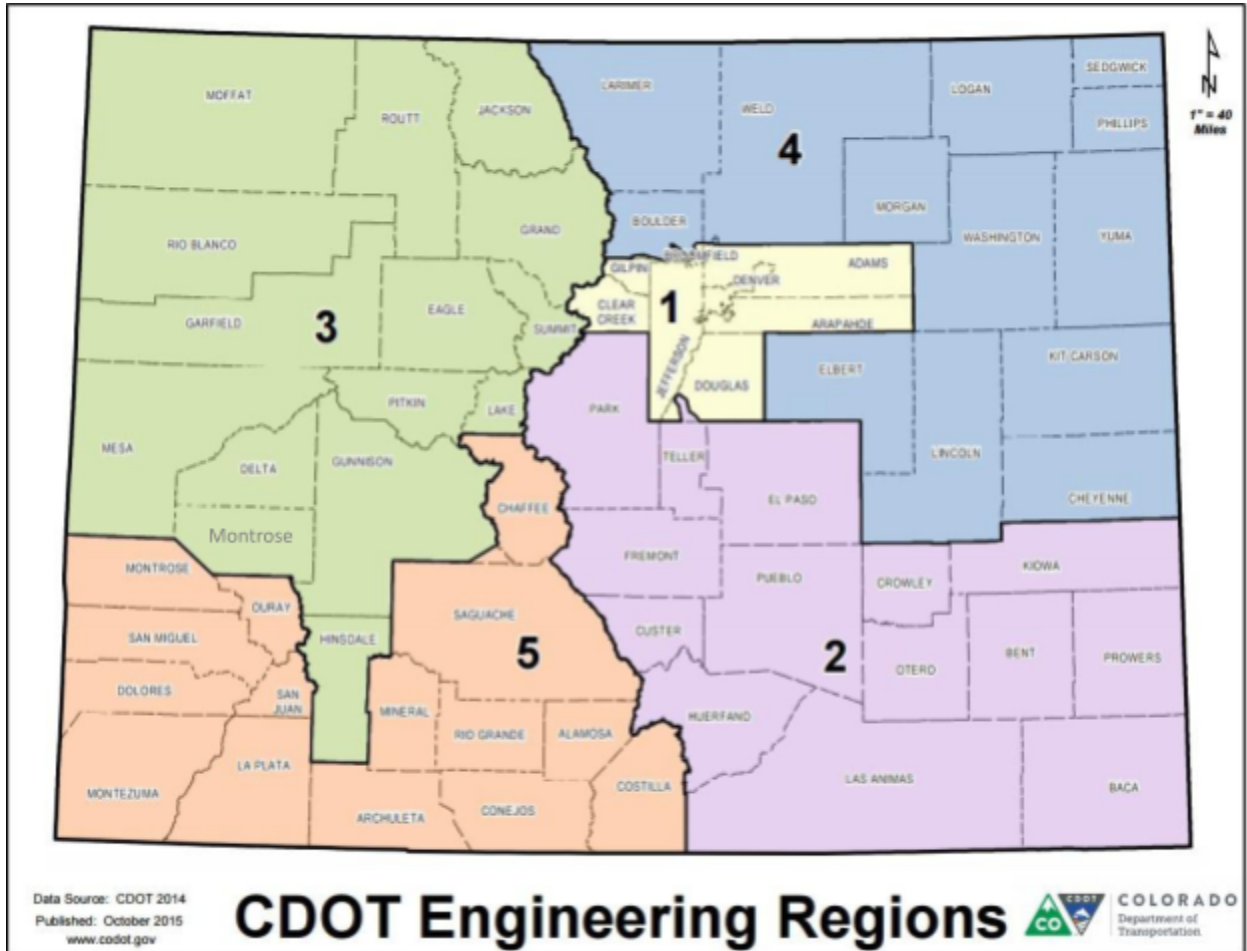 MOFFAT
ROUTT
JACKSON
LARIMER
WELD
LOGAN
SEDGWICK
PHILLIPS
N
1" = 40
Miles
4
MORGAN
WASHINGTON
YUMA
RIO BLANCO
GRAND
BOULDER
BROOMFIELD
GILPIN
DENVER
ADAMS
CLEAR
CREEK
1
ARAPAHOE
GARFIELD
3
EAGLE
SUMMIT
JEFFERSON
DOUGLAS
ELBERT
KIT CARSON
MESA
PITKIN
LAKE
PARK
DELTA
GUNNISON
TELLER
LINCOLN
CHAFFEE
EL PASO
CHEYENNE
Montrose
MONTROSE
FREMONT
PUEBLO
CROWLEY
KIOWA
OURAY
SAGUACHE
SAN MIGUEL
HINSDALE
5
CUSTER
2
OTERO
BENT
PROWERS
DOLORES
SAN
JUAN
MINERAL
RIO GRANDE
ALAMOSA
HUERFANO
LA PLATA
MONTEZUMA
ARCHULETA
CONEJOS
COSTILLA
LAS ANIMAS
BACA
Data Source: CDOT 2014
Published: October 2015
www.codot.gov
CDOT Engineering Regions
CO
CDOT
COLORADO
Department of
Transportation